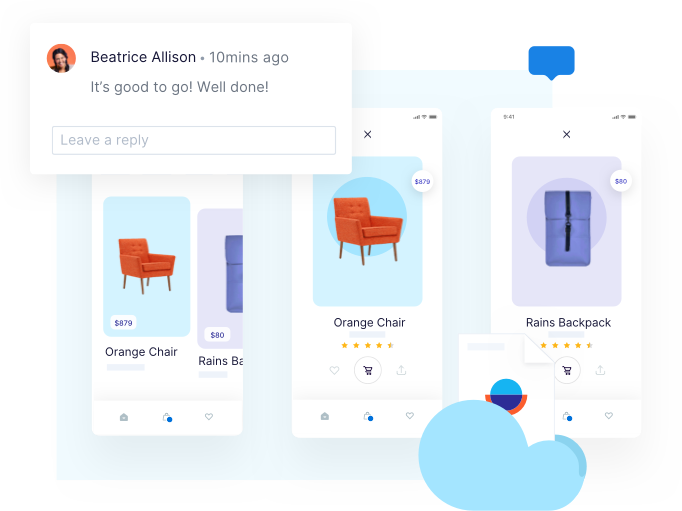 Beatrice Allison • 10mins ago
It's good to go! Well done!
Leave a reply
9:41
$879
$80
$879
$80
Orange Chair
Rains Ba
Orange Chair
Rains Backpack